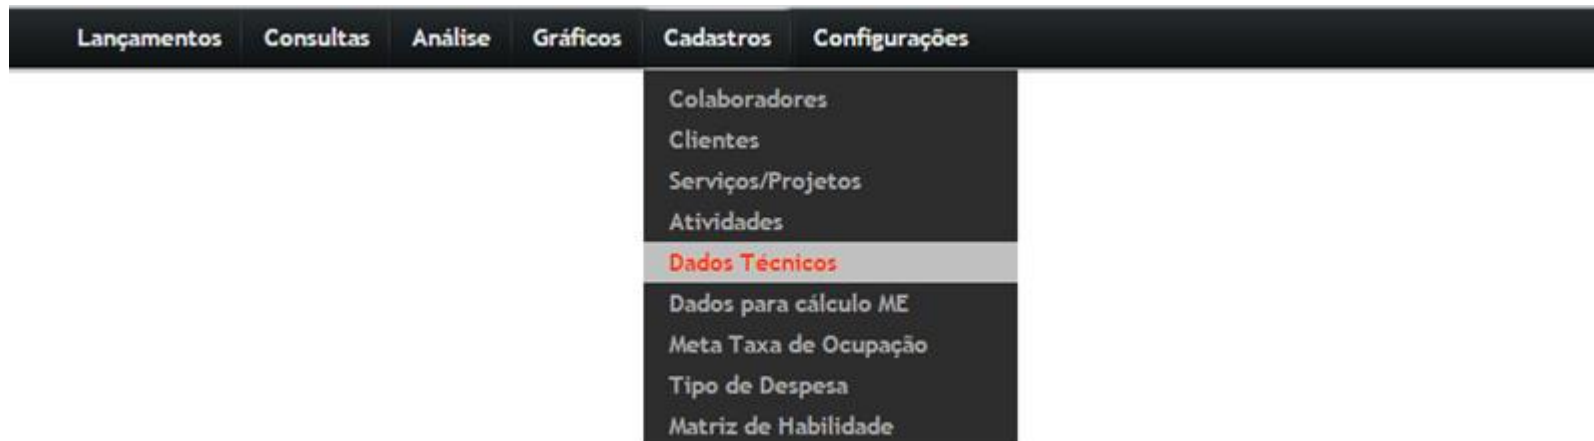 Lançamentos Consultas Análise Gráficos Cadastros Configurações
Colaboradores
Clientes
Serviços/Projetos
Atividades
Dados Técnicos
Dados para cálculo ME
Meta Taxa de Ocupação
Tipo de Despesa
Matriz de Habilidade